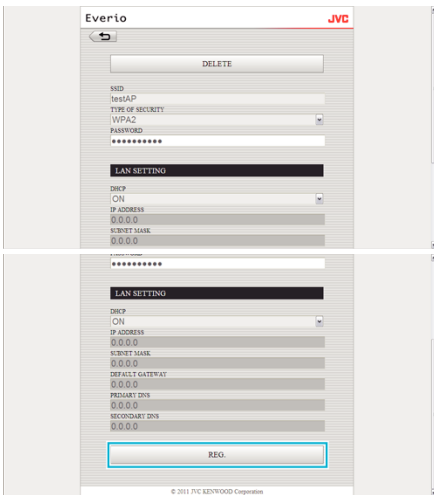 Everio JVC
DELETE
SSID
testAP
TYPE OF SECURITY
WPA2
PASSWORD
••••••••••
LAN SETTING
DHCP
ON
IP ADDRESS
0.0.0.0
SUBNET MASK
0.0.0.0
PASSWORD
••••••••••
LAN SETTING
DHCP
ON
IP ADDRESS
0.0.0.0
SUBNET MASK
0.0.0.0
DEFAULT GATEWAY
0.0.0.0
PRIMARY DNS
0.0.0.0
SECONDARY DNS
0.0.0.0
REG.
© 2011 JVC KENWOOD Corporation